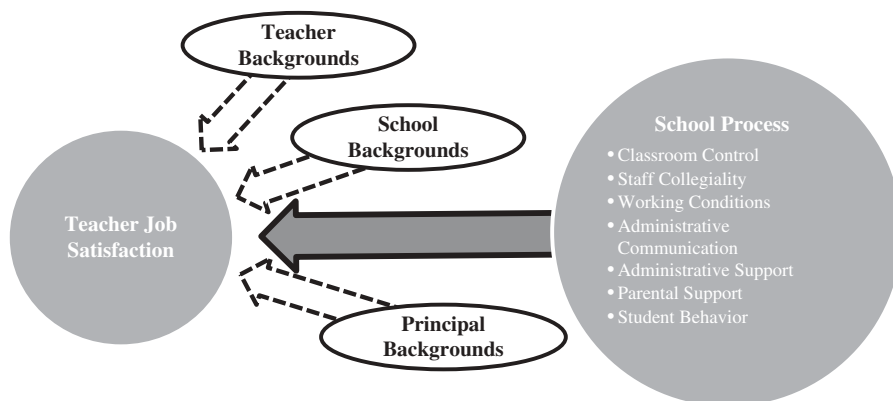 Teacher
Backgrounds
School
Backgrounds
Teacher Job
Satisfaction
Principal
Backgrounds
School Process
• Classroom Control
• Staff Collegiality
• Working Conditions
• Administrative
Communication
• Administrative Support
• Parental Support
• Student Behavior